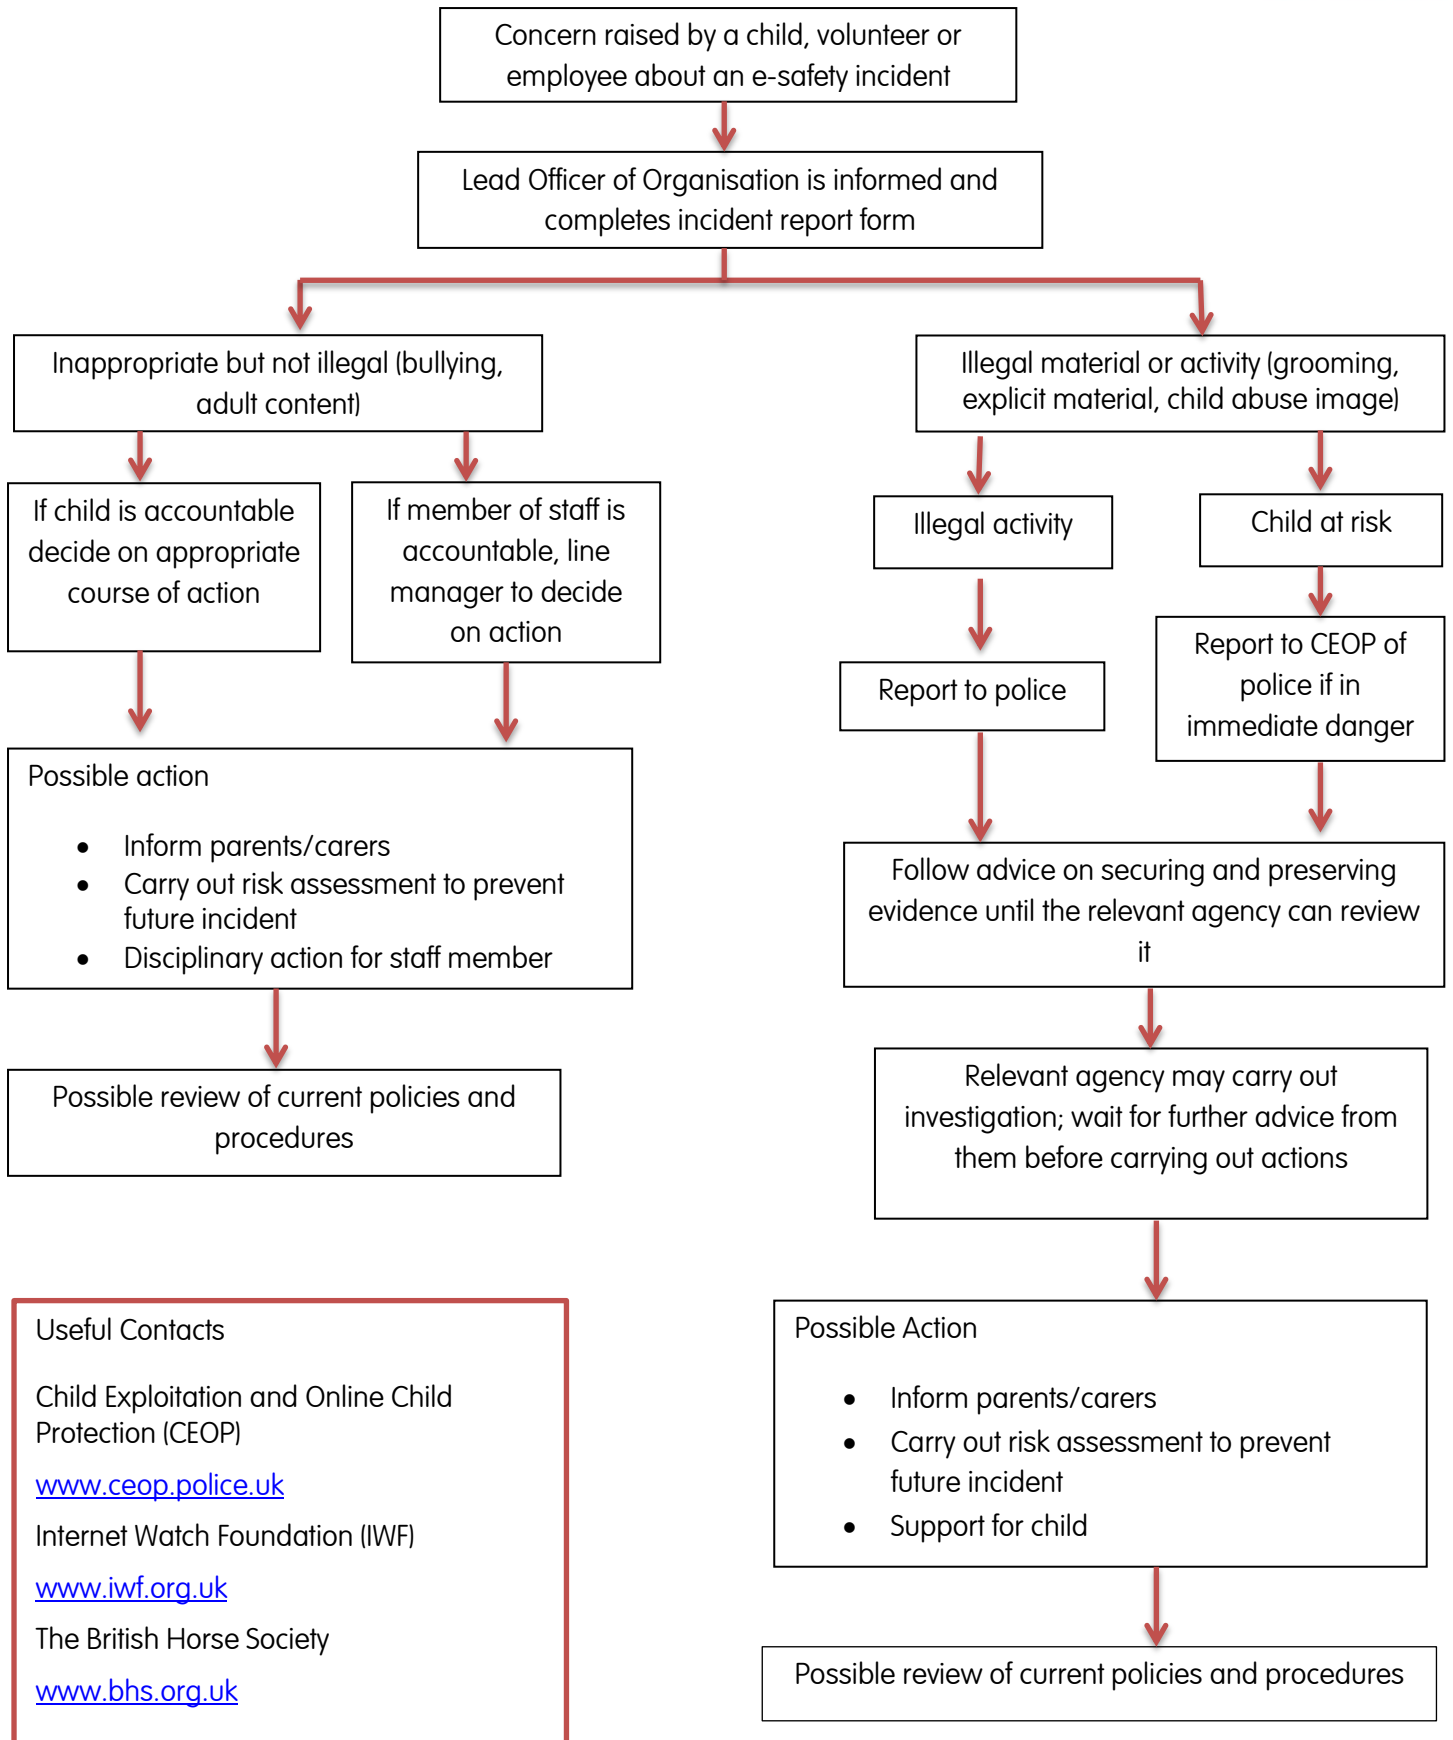 Concern raised by a child, volunteer or
employee about an e-safety incident
Lead Officer of Organisation is informed and
completes incident report form
Inappropriate but not illegal (bullying,
adult content)
If child is accountable
decide on appropriate
course of action
If member of staff is
accountable, line
manager to decide
on action
Possible action
• Inform parents/carers
• Carry out risk assessment to prevent
future incident
• Disciplinary action for staff member
Possible review of current policies and
procedures
Illegal material or activity (grooming,
explicit material, child abuse image)
Illegal activity
Child at risk
Report to police
Report to CEOP of
police if in
immediate danger
Follow advice on securing and preserving
evidence until the relevant agency can review
it
Relevant agency may carry out
investigation; wait for further advice from
them before carrying out actions
Possible Action
• Inform parents/carers
• Carry out risk assessment to prevent
future incident
• Support for child
Possible review of current policies and procedures
Useful Contacts
Child Exploitation and Online Child
Protection (CEOP)
www.ceop.police.uk
Internet Watch Foundation (IWF)
www.iwf.org.uk
The British Horse Society
www.bhs.org.uk